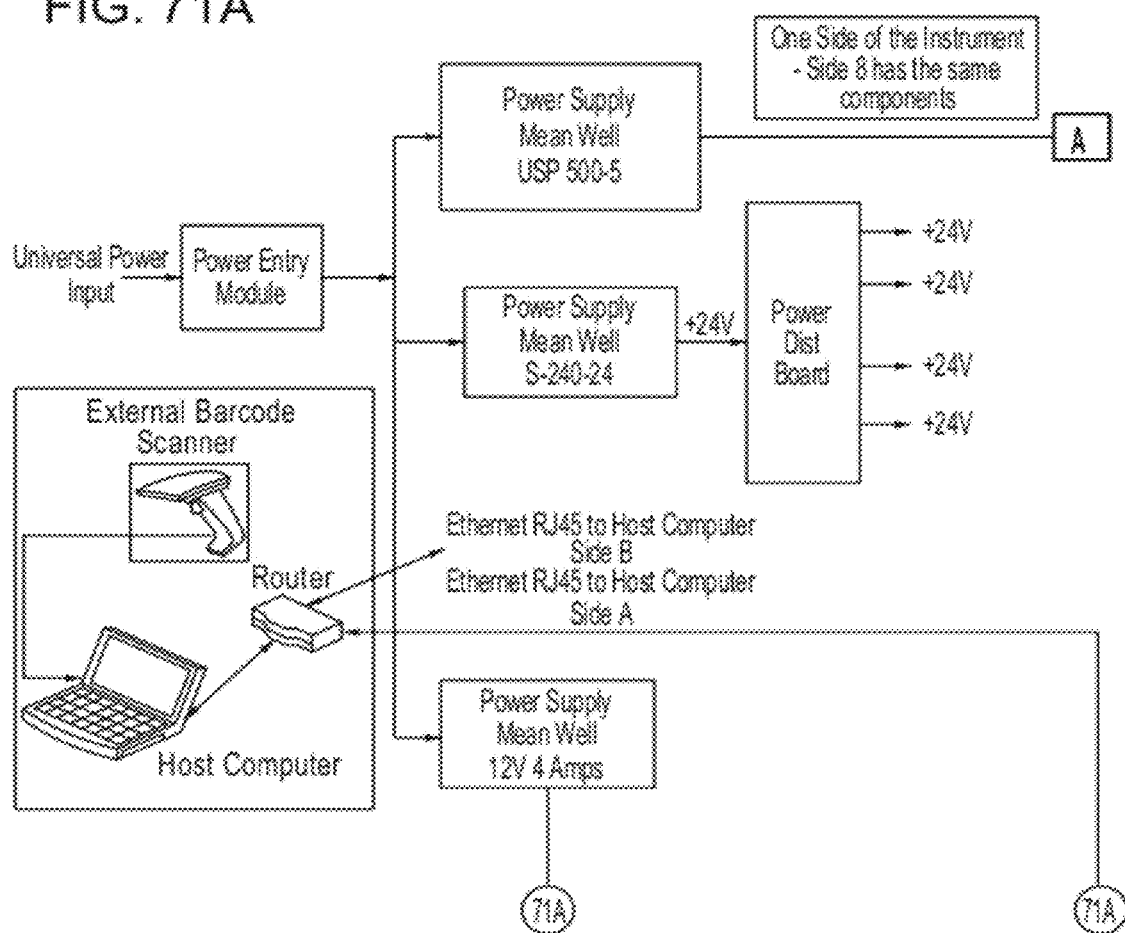 FIG. 71A
One Side of the Instrument
- Side 8 has the same
components
Power Supply
Mean Well
USP 500-5
A
Universal Power
Input
Power Entry
Module
Power Supply
Mean Well
S-240-24
+24V
Power
Dist
Board
+24V
+24V
+24V
+24V
External Barcode
Scanner
Router
Host Computer
Ethernet RJ45 to Host Computer
Side B
Ethernet RJ45 to Host Computer
Side A
Power Supply
Mean Well
12V 4 Amps
71A
71A